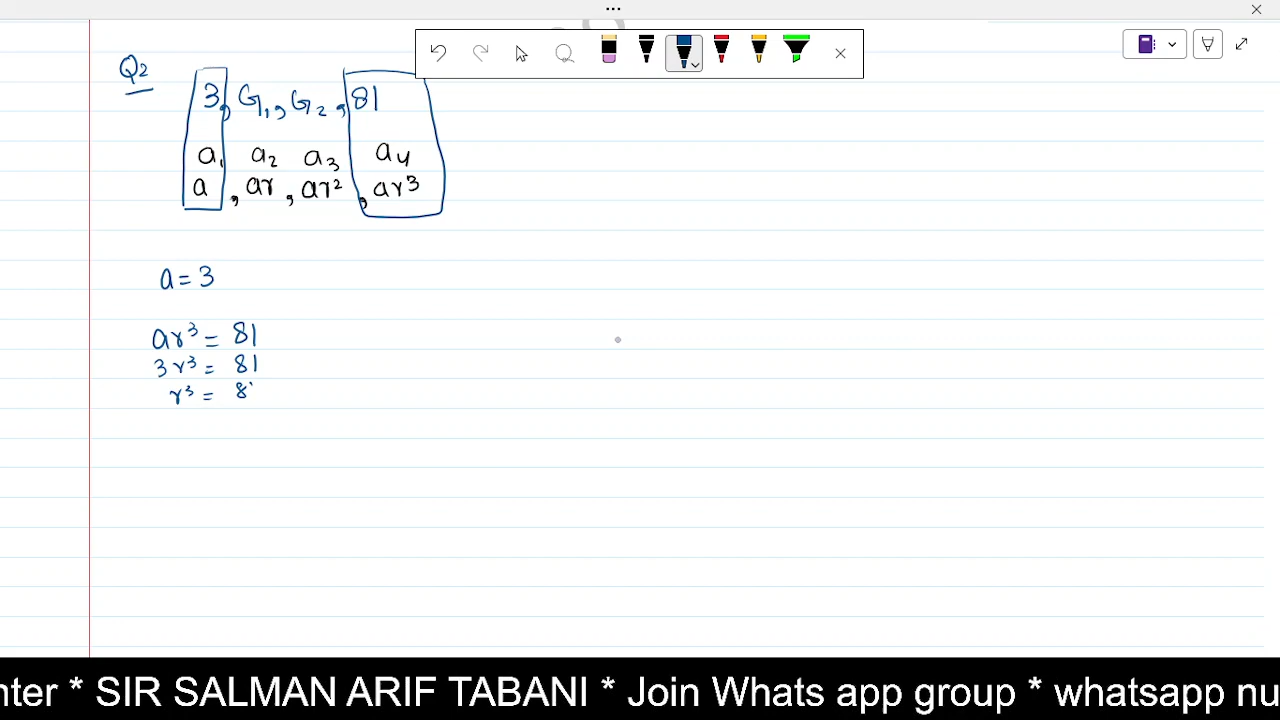 Q2
3, G1, G2, 81
a1 a2 a3 a4
a, ar, ar², ar³
a = 3
ar³ = 81
3r³ = 81
r³ = 8
nter * SIR SALMAN ARIF TABANI * Join Whats app group * whatsapp nu